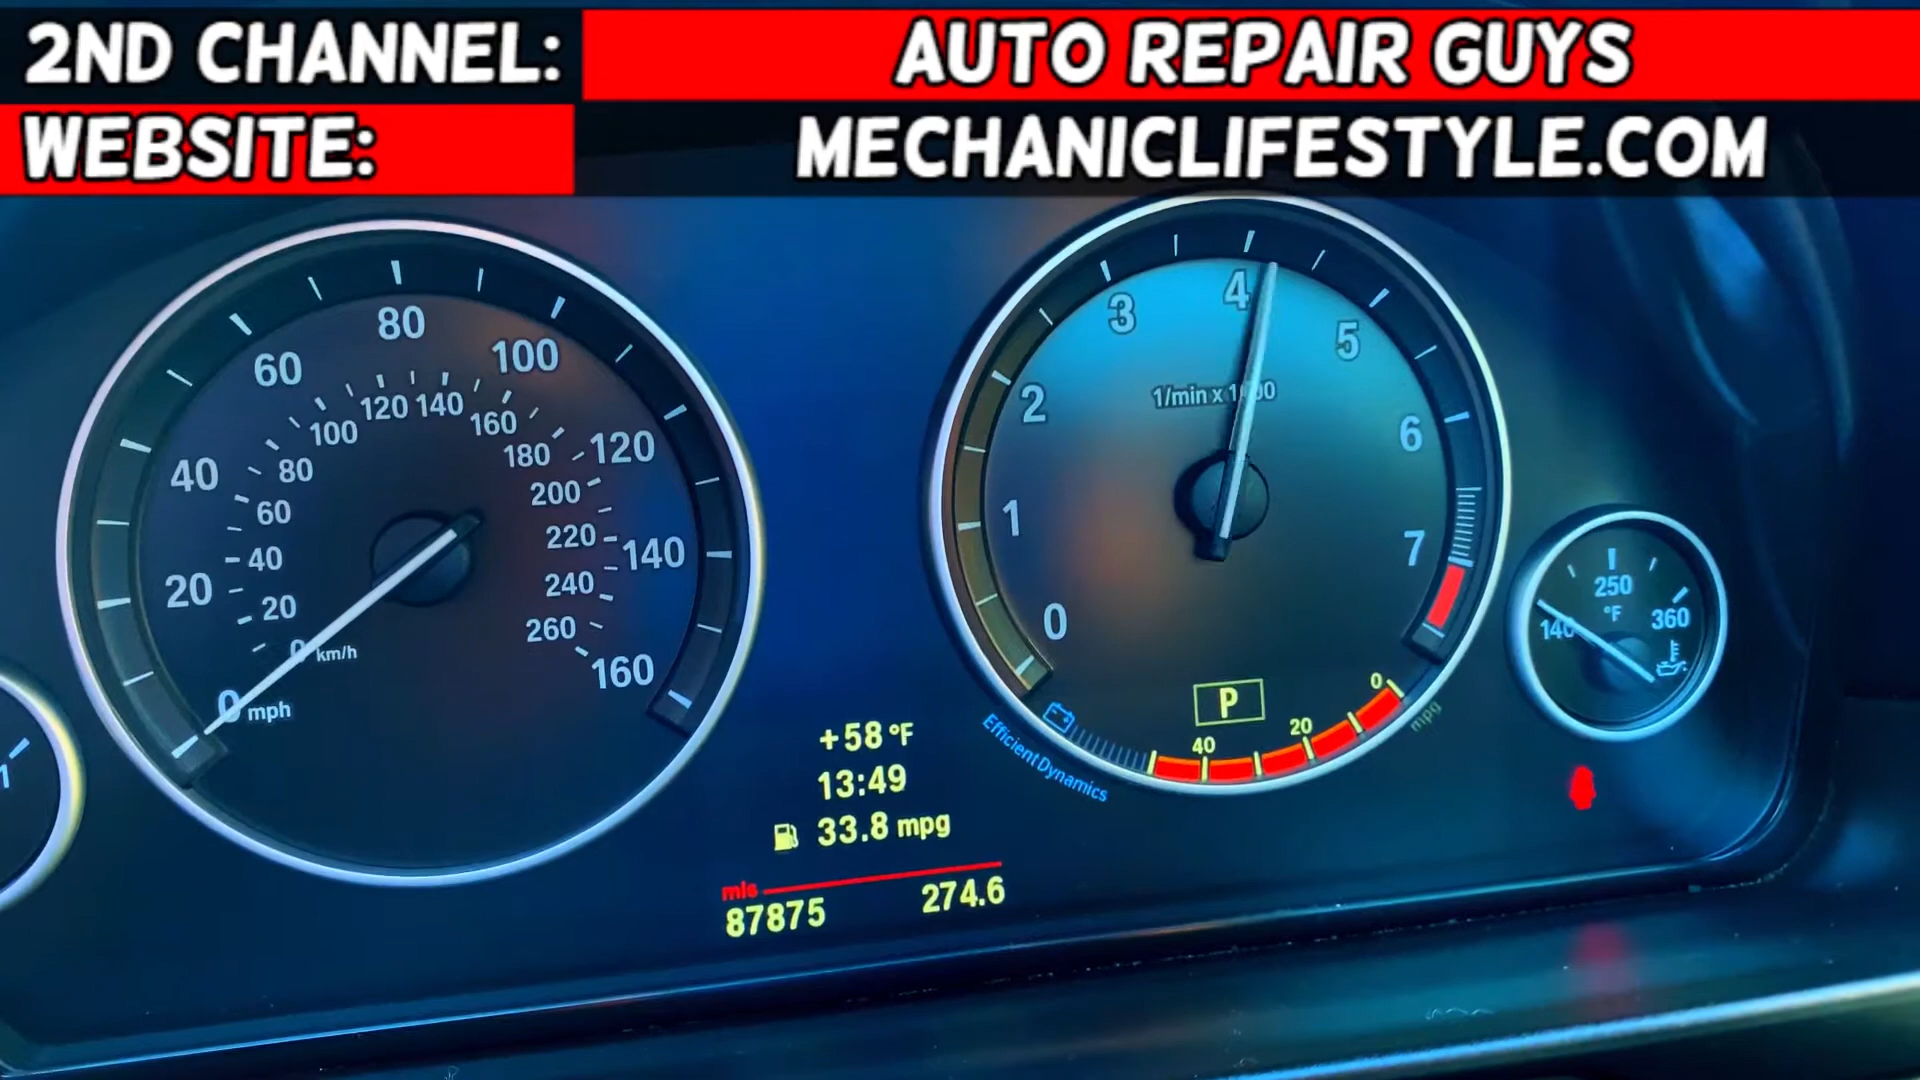 2ND CHANNEL: AUTO REPAIR GUYS
WEBSITE: MECHANICLIFESTYLE.COM
0 20 40 60 80 100 120 140 160
mph
0 20 40 60 80 100 120 140 160 180 200 220 240 260
km/h
0 1 2 3 4 5 6 7
1/min x 1000
P
40 20 0
mpg
EfficientDynamics
140 250 360
°F
1
+58 °F
13:49
33.8 mpg
mls
87875 274.6